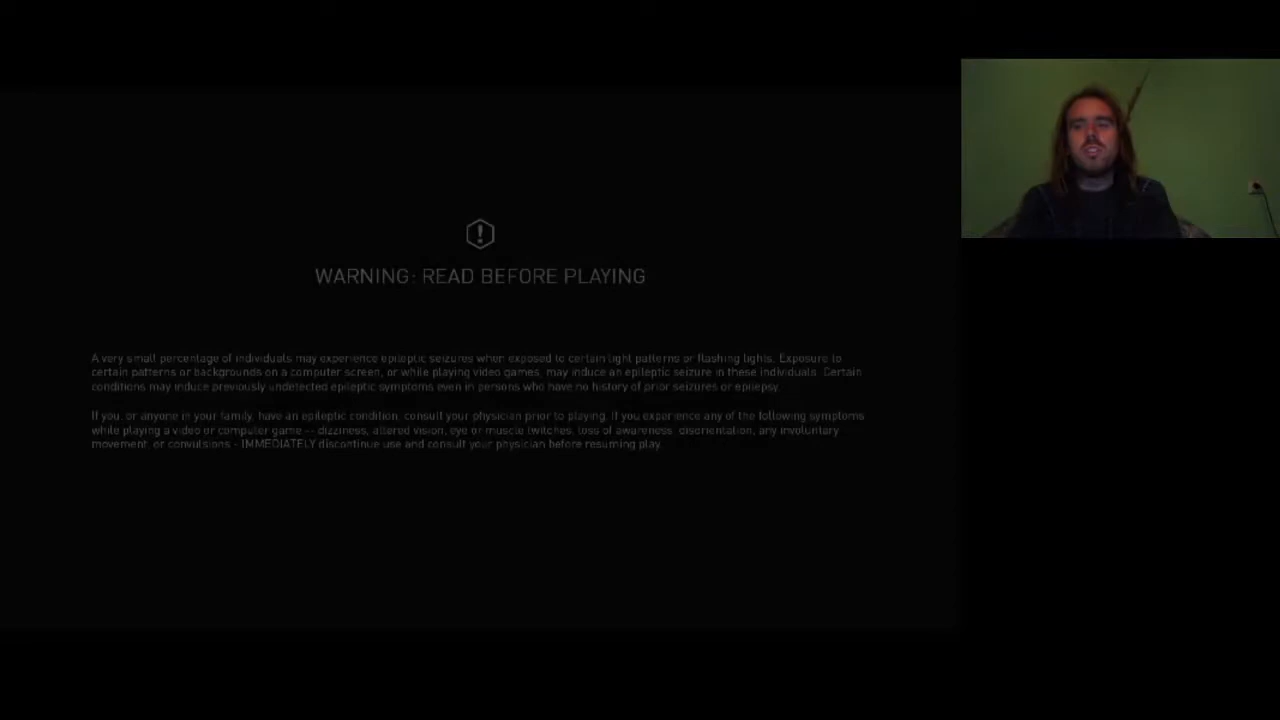 WARNING: READ BEFORE PLAYING
A very small percentage of individuals may experience epileptic seizures when exposed to certain light patterns or flashing lights. Exposure to
certain patterns or backgrounds on a computer screen, or while playing video games, may induce an epileptic seizure in these individuals. Certain
conditions may induce previously undetected epileptic symptoms even in persons who have no history of prior seizures or epilepsy.
If you, or anyone in your family, have an epileptic condition, consult your physician prior to playing. If you experience any of the following symptoms
while playing a video or computer game -- dizziness, altered vision, eye or muscle twitches, loss of awareness, disorientation, any involuntary
movement, or convulsions - IMMEDIATELY discontinue use and consult your physician before resuming play.